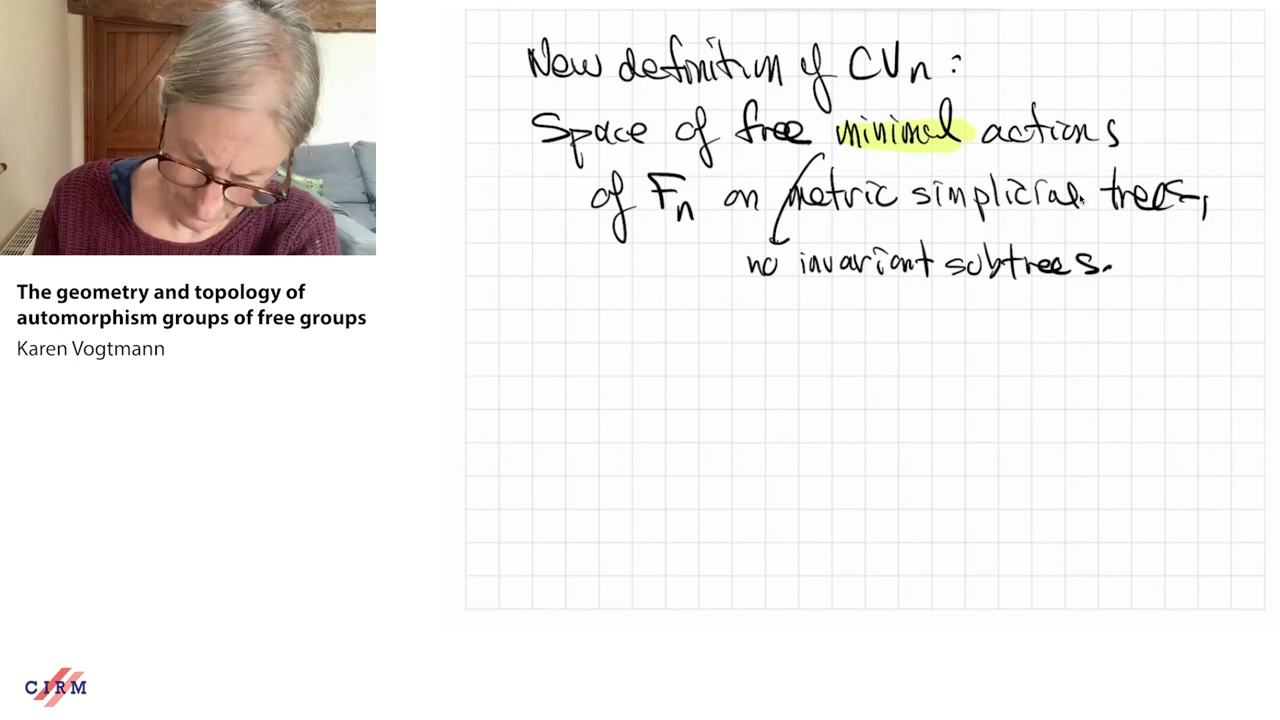 New definition of CVn :
Space of free minimal actions
of Fn on metric simplicial trees,
no invariant subtrees.
The geometry and topology of
automorphism groups of free groups
Karen Vogtmann
CIRM